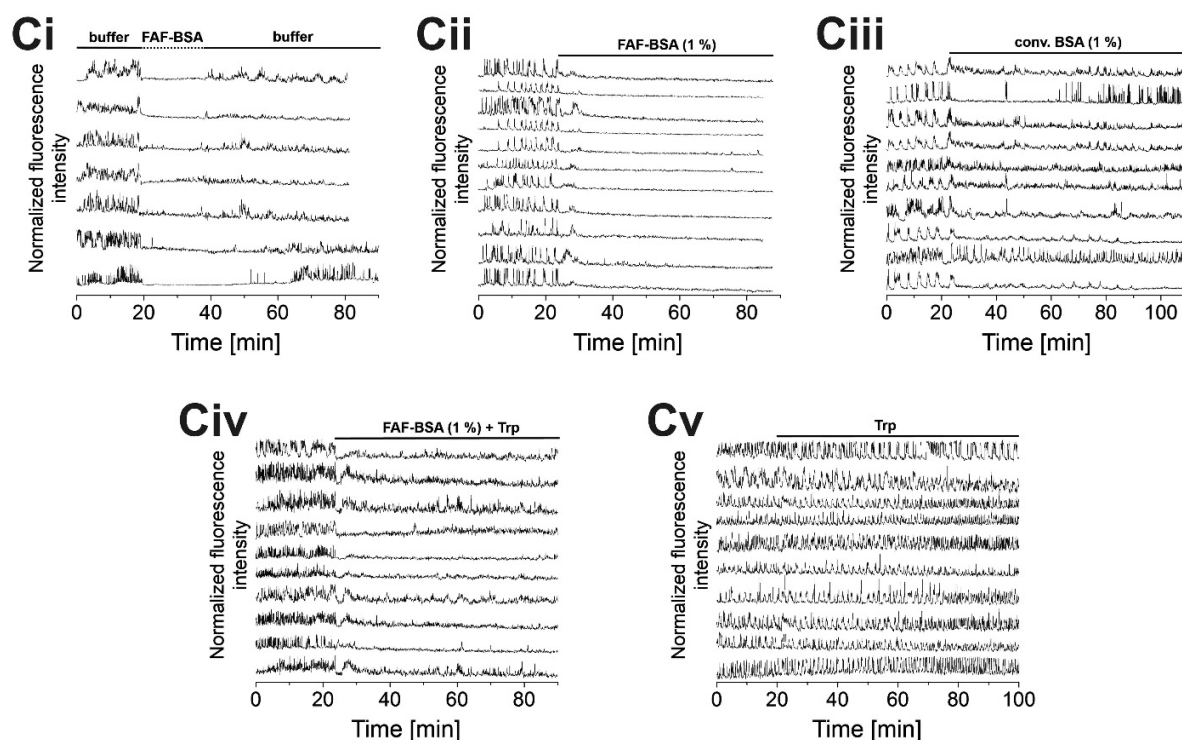 Ci
buffer FAF-BSA buffer
Normalized fluorescence
intensity
0 20 40 60 80
Time [min]
Cii
FAF-BSA (1 %)
Normalized fluorescence
intensity
0 20 40 60 80
Time [min]
Ciii
conv. BSA (1 %)
Normalized fluorescence
intensity
0 20 40 60 80 100
Time [min]
Civ
FAF-BSA (1 %) + Trp
Normalized fluorescence
intensity
0 20 40 60 80
Time [min]
Cv
Trp
Normalized fluorescence
intensity
0 20 40 60 80 100
Time [min]